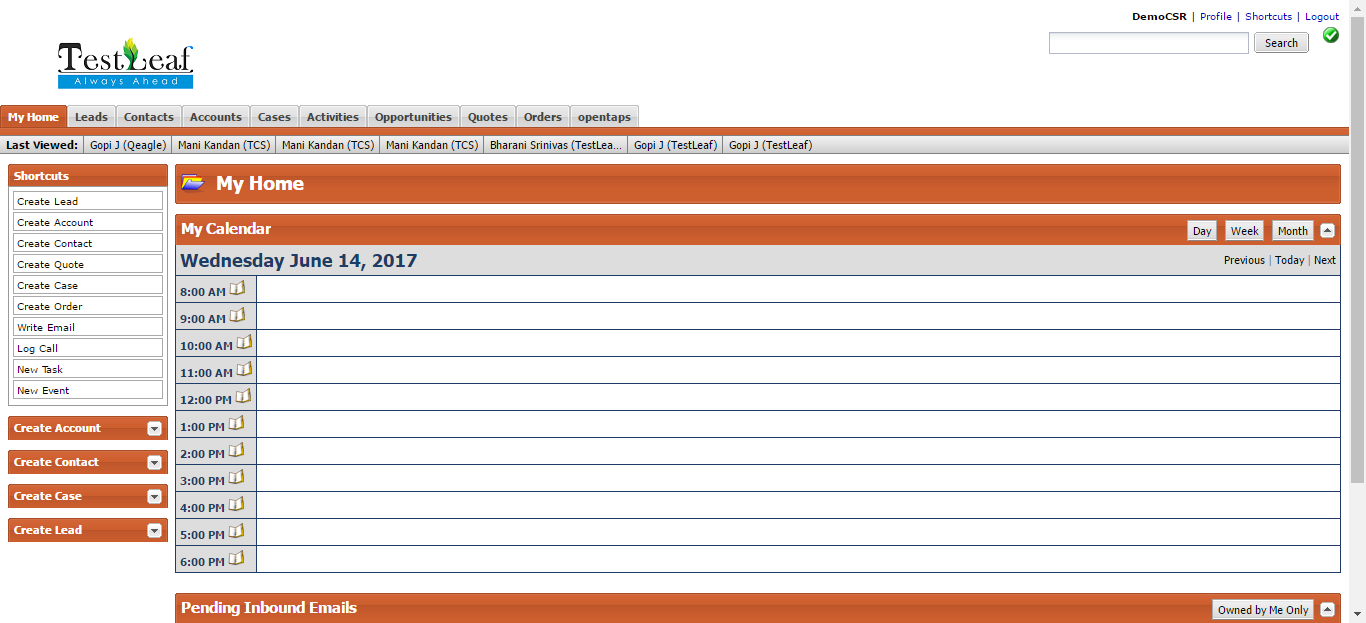 DemoCSR | Profile | Shortcuts | Logout
Search
TestLeaf
Always Ahead
My Home Leads Contacts Accounts Cases Activities Opportunities Quotes Orders opentaps
Last Viewed: Gopi J (Qeagle) Mani Kandan (TCS) Mani Kandan (TCS) Mani Kandan (TCS) Bharani Srinivas (TestLea... Gopi J (TestLeaf) Gopi J (TestLeaf)
Shortcuts
Create Lead
Create Account
Create Contact
Create Quote
Create Case
Create Order
Write Email
Log Call
New Task
New Event
Create Account
Create Contact
Create Case
Create Lead
My Home
My Calendar Day Week Month
Wednesday June 14, 2017 Previous | Today | Next
8:00 AM
9:00 AM
10:00 AM
11:00 AM
12:00 PM
1:00 PM
2:00 PM
3:00 PM
4:00 PM
5:00 PM
6:00 PM
Pending Inbound Emails Owned by Me Only